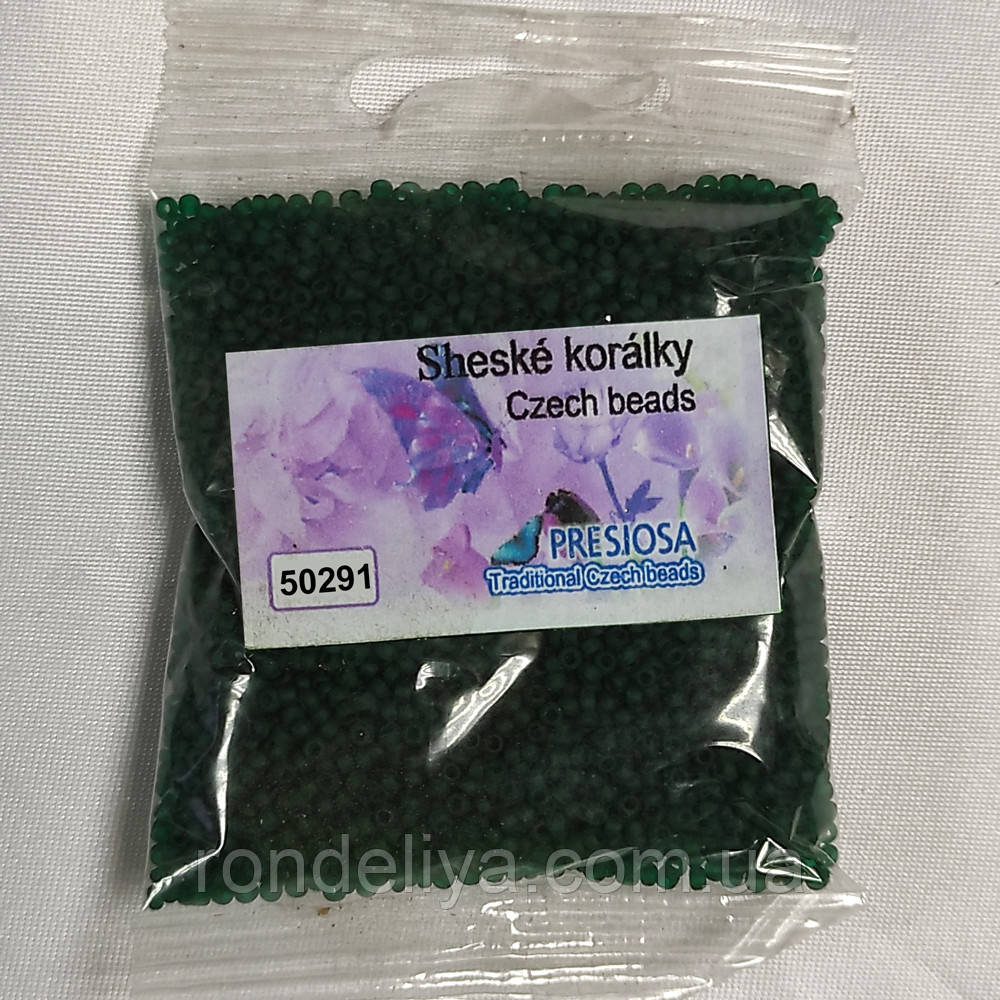 Sheské korálky
Czech beads
PRESIOSA
Traditional Czech beads
50291
rondeliya.com.ua